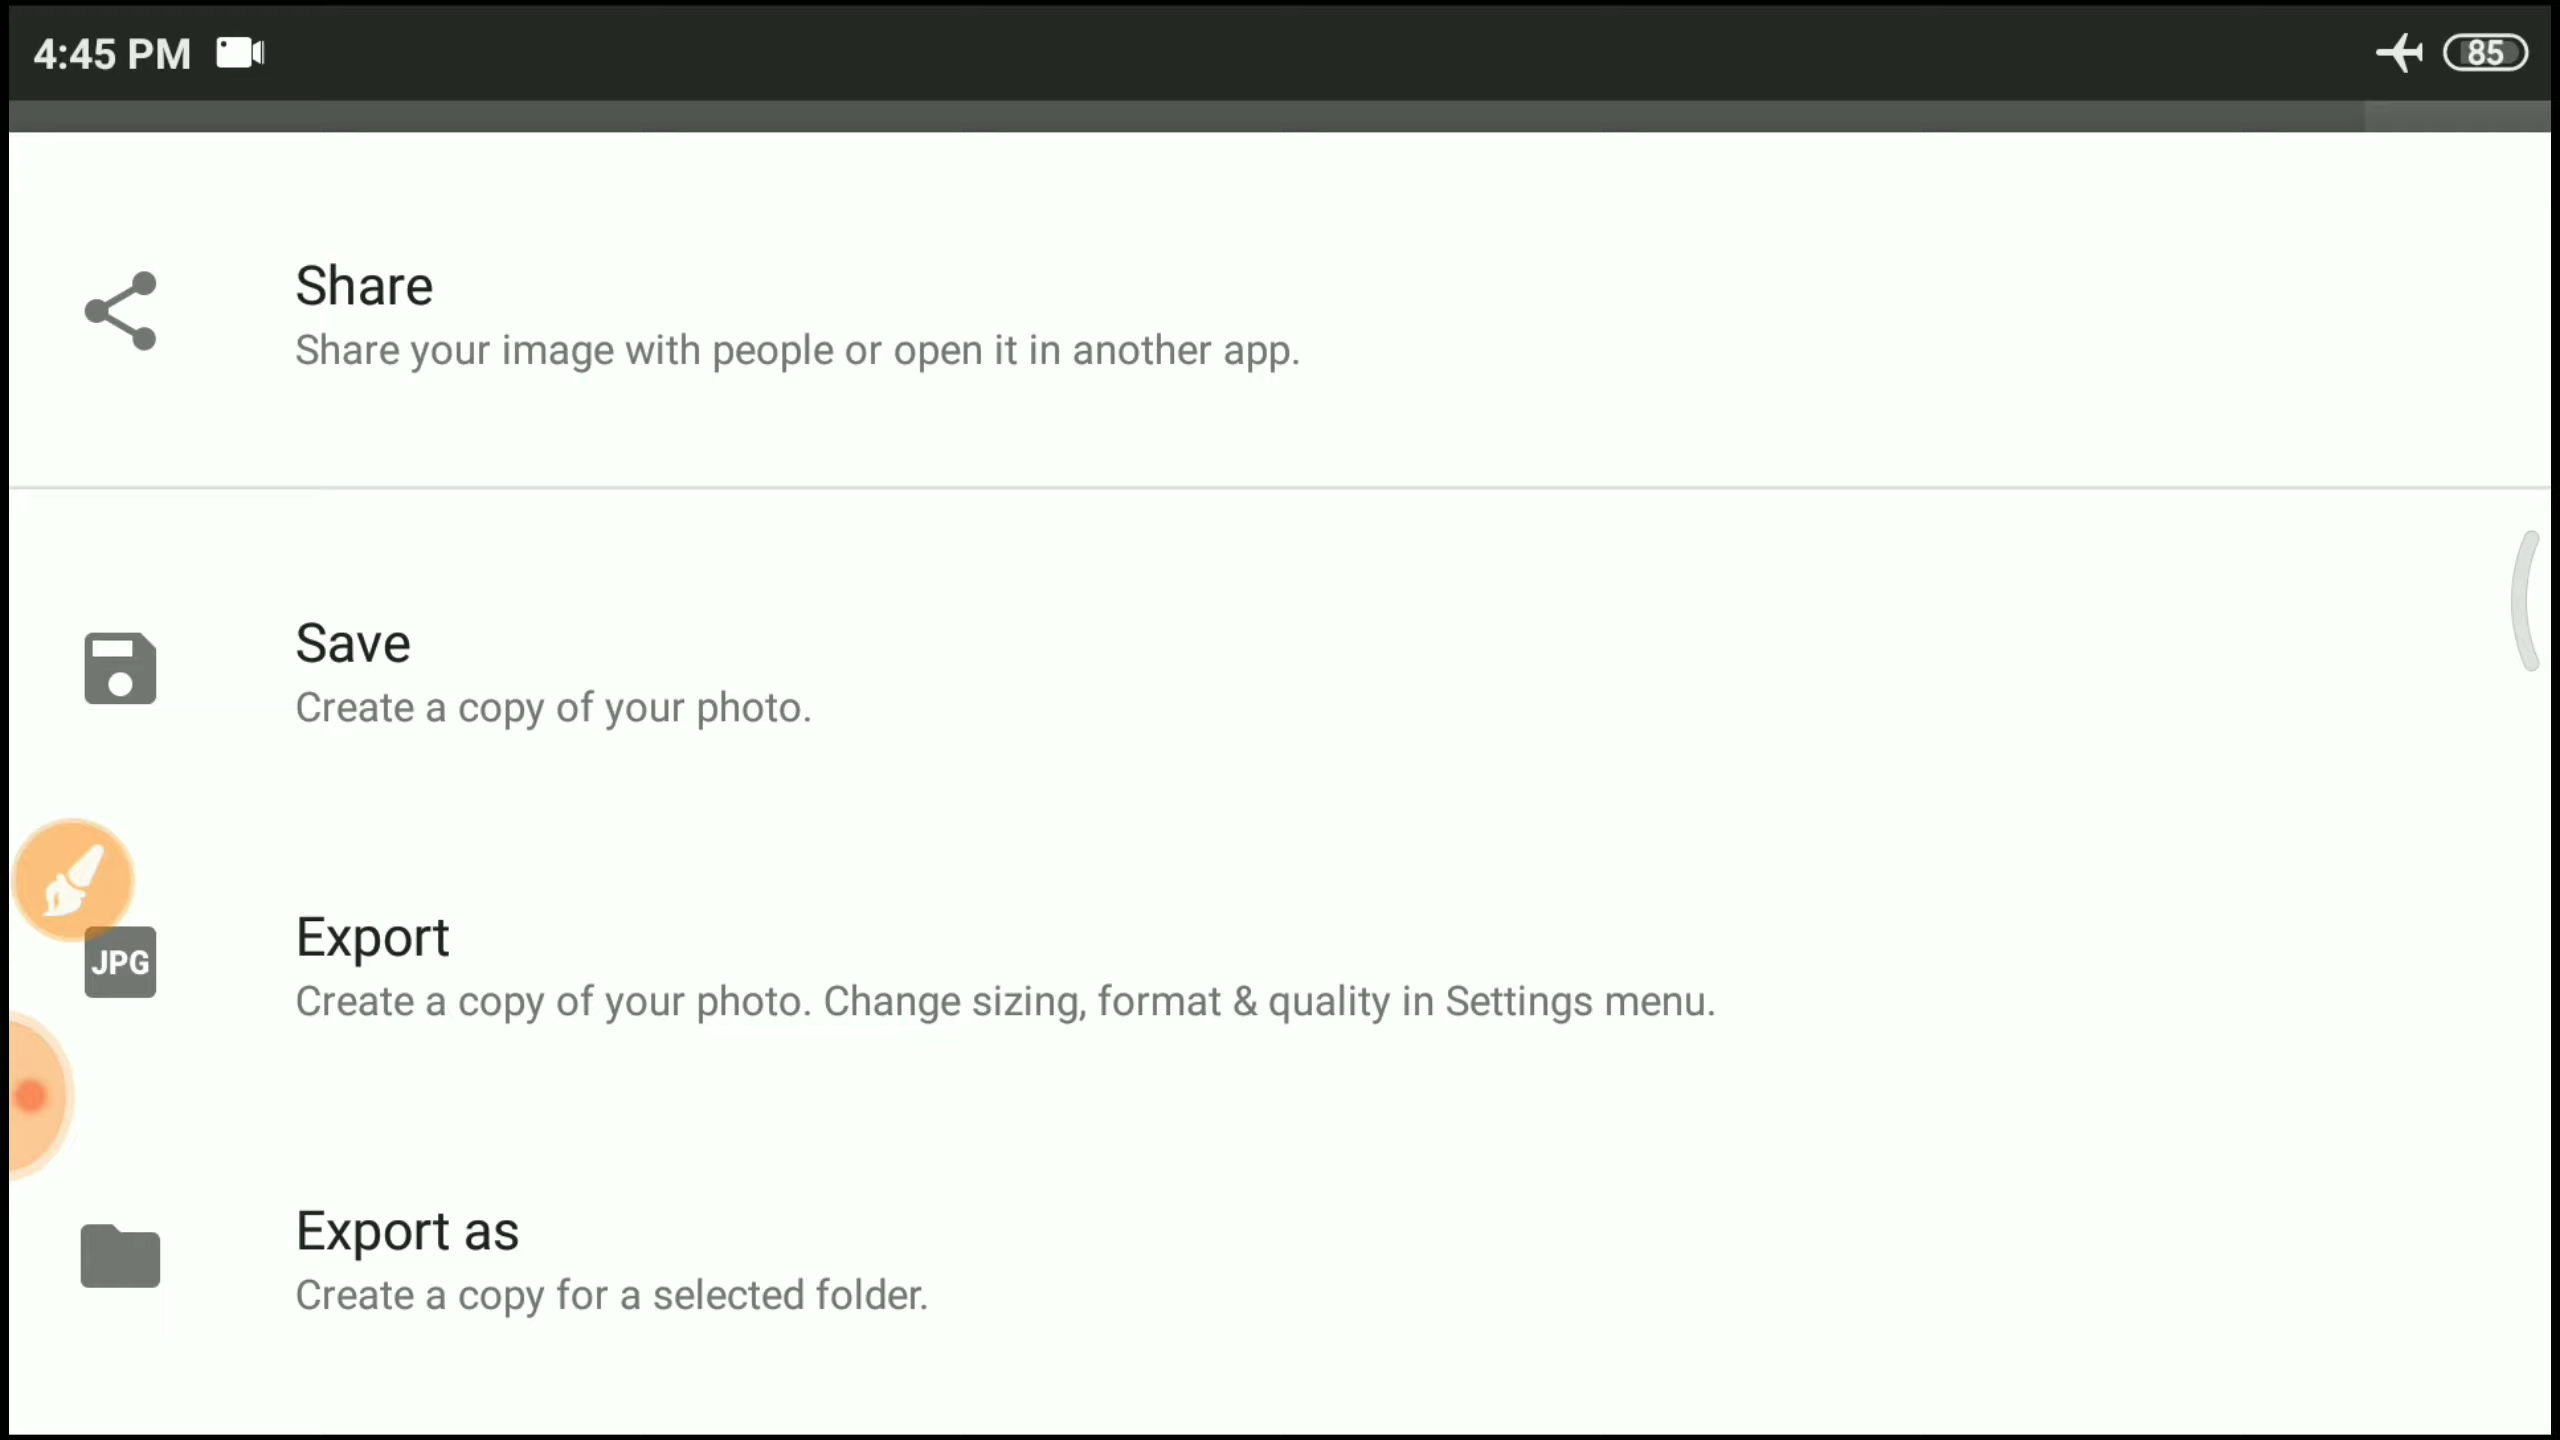 4:45 PM
85
Share
Share your image with people or open it in another app.
Save
Create a copy of your photo.
Export
JPG
Create a copy of your photo. Change sizing, format & quality in Settings menu.
Export as
Create a copy for a selected folder.